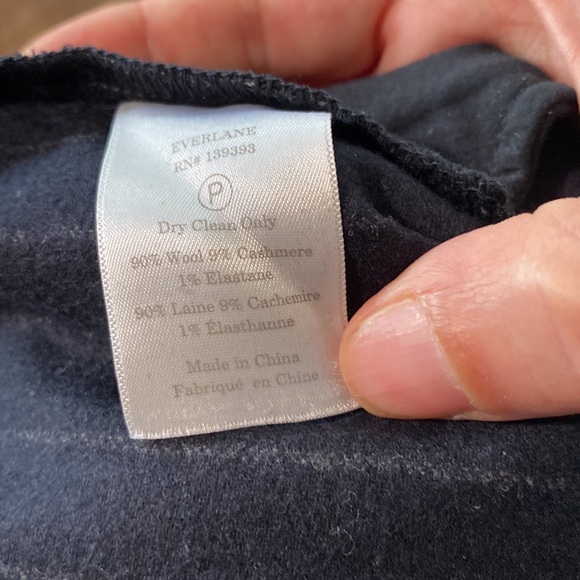 EVERLANE
RN# 139393
P
Dry Clean Only
90% Wool 9% Cashmere
1% Elastane
90% Laine 9% Cachemire
1% Élasthanne
Made in China
Fabriqué en Chine